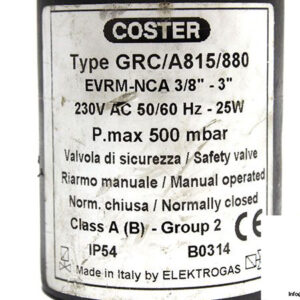 COSTER
Type GRC/A815/880
EVRM-NCA 3/8" - 3"
230V AC 50/60 Hz - 25W
P.max 500 mbar
Valvola di sicurezza / Safety valve
Riarmo manuale / Manual operated
Norm. chiusa / Normally closed
Class A (B) - Group 2 CE
IP54 B0314
Made in Italy by ELEKTROGAS